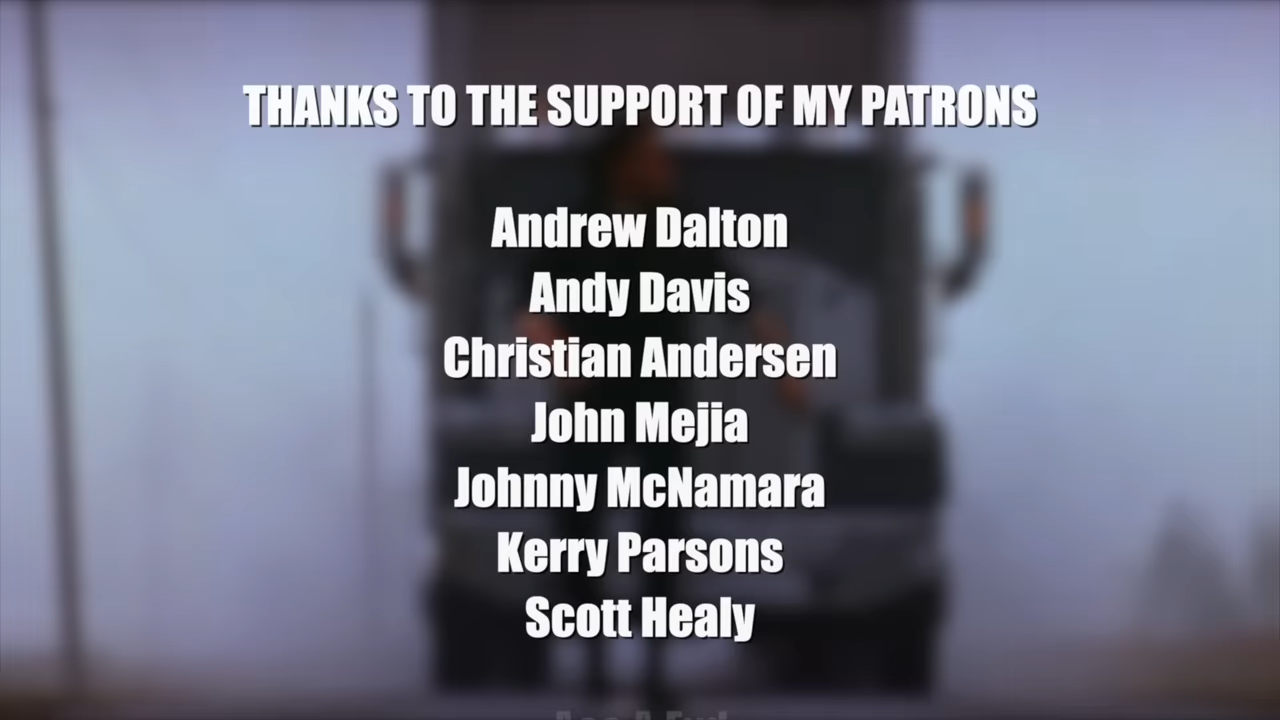 THANKS TO THE SUPPORT OF MY PATRONS
Andrew Dalton
Andy Davis
Christian Andersen
John Mejia
Johnny McNamara
Kerry Parsons
Scott Healy